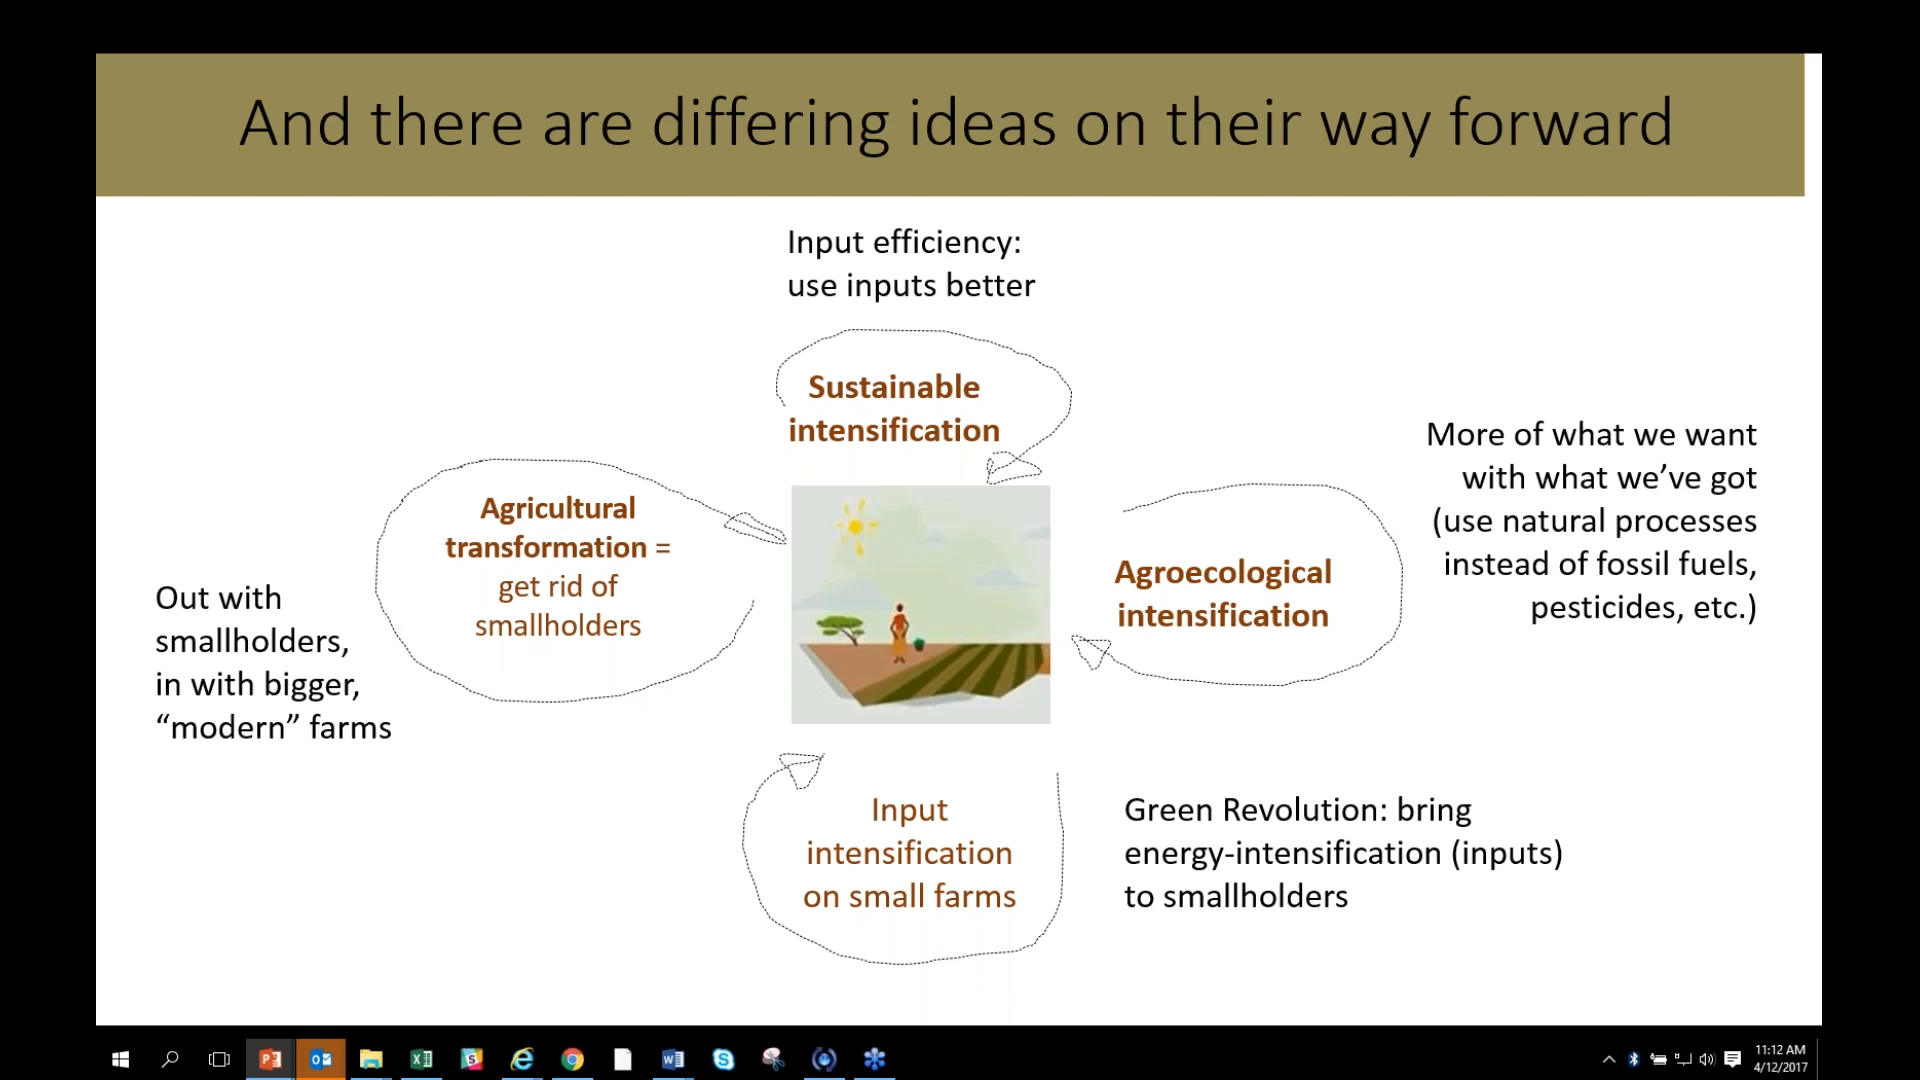 And there are differing ideas on their way forward
Input efficiency:
use inputs better
Sustainable
intensification
Agricultural
transformation =
get rid of
smallholders
Out with
smallholders,
in with bigger,
“modern” farms
Agroecological
intensification
More of what we want
with what we’ve got
(use natural processes
instead of fossil fuels,
pesticides, etc.)
Input
intensification
on small farms
Green Revolution: bring
energy-intensification (inputs)
to smallholders
11:12 AM
4/12/2017